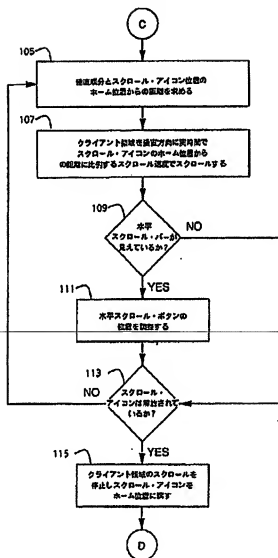 C
105
垂直成分とスクロール・アイコン位置の
ホーム位置からの距離を求める
107
クライアント領域を垂直方向に実時間で
スクロール・アイコンのホーム位置から
の距離に比例するスクロール速度でスクロールする
109
水平
スクロール・バーが
見えているか?
NO
YES
111
水平スクロール・ボタンの
位置を調整する
113
スクロール・
アイコンは解放されて
いるか?
NO
YES
115
クライアント領域のスクロールを
停止しスクロール・アイコンを
ホーム位置に戻す
D